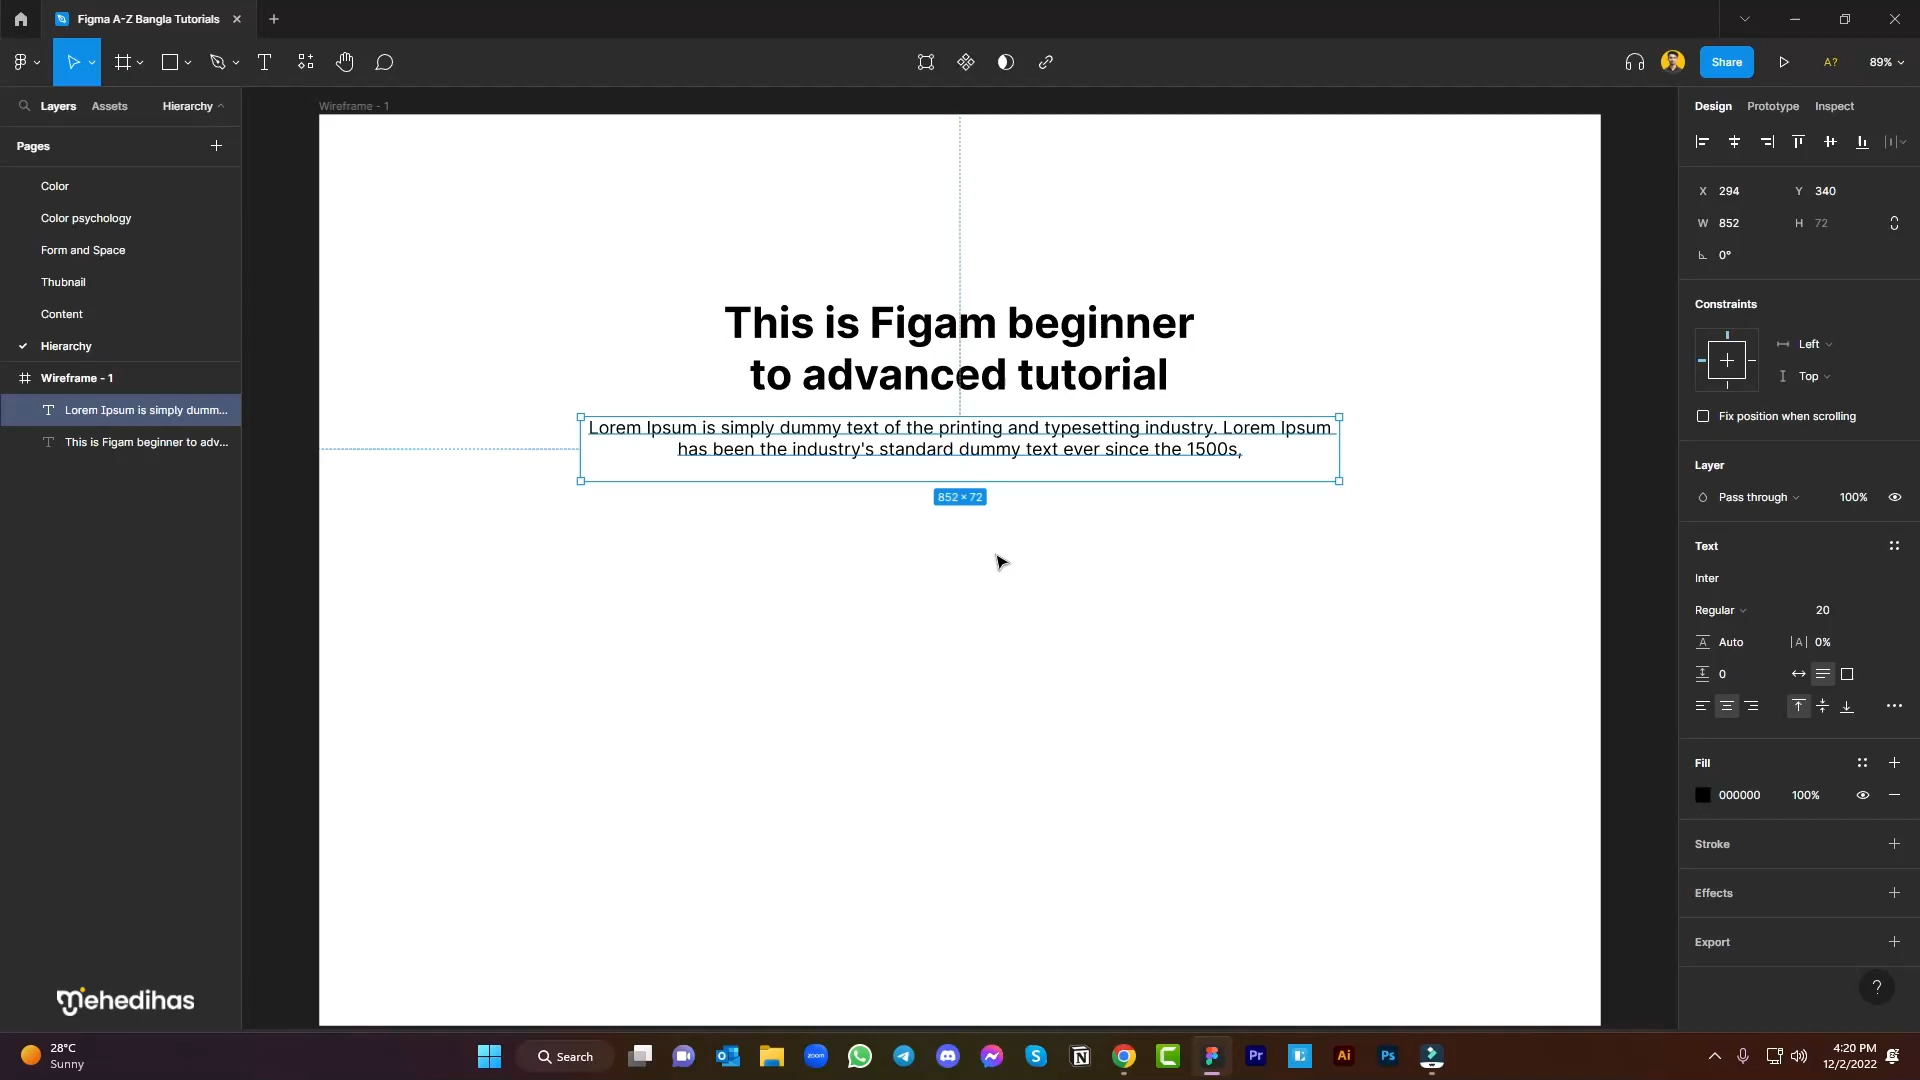 Figma A-Z Bangla Tutorials
Share
A?
89%
Layers
Assets
Hierarchy
Pages
Color
Color psychology
Form and Space
Thubnail
Content
Hierarchy
Wireframe - 1
Lorem Ipsum is simply dumm...
This is Figam beginner to adv...
Mehedihas
Wireframe - 1
This is Figam beginner
to advanced tutorial
Lorem Ipsum is simply dummy text of the printing and typesetting industry. Lorem Ipsum
has been the industry's standard dummy text ever since the 1500s,
852 × 72
Design
Prototype
Inspect
X 294
Y 340
W 852
H 72
0°
Constraints
Left
Top
Fix position when scrolling
Layer
Pass through
100%
Text
Inter
Regular
20
A Auto
|A| 0%
0
Fill
000000
100%
Stroke
Effects
Export
?
28°C
Sunny
Search
zoom
Pr
Ai
Ps
4:20 PM
12/2/2022